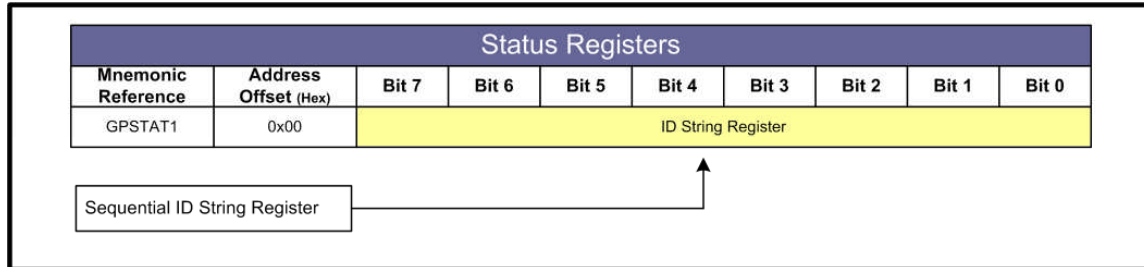 Status Registers
Mnemonic Reference Address Offset (Hex) Bit 7 Bit 6 Bit 5 Bit 4 Bit 3 Bit 2 Bit 1 Bit 0
GPSTAT1 0x00 ID String Register
Sequential ID String Register